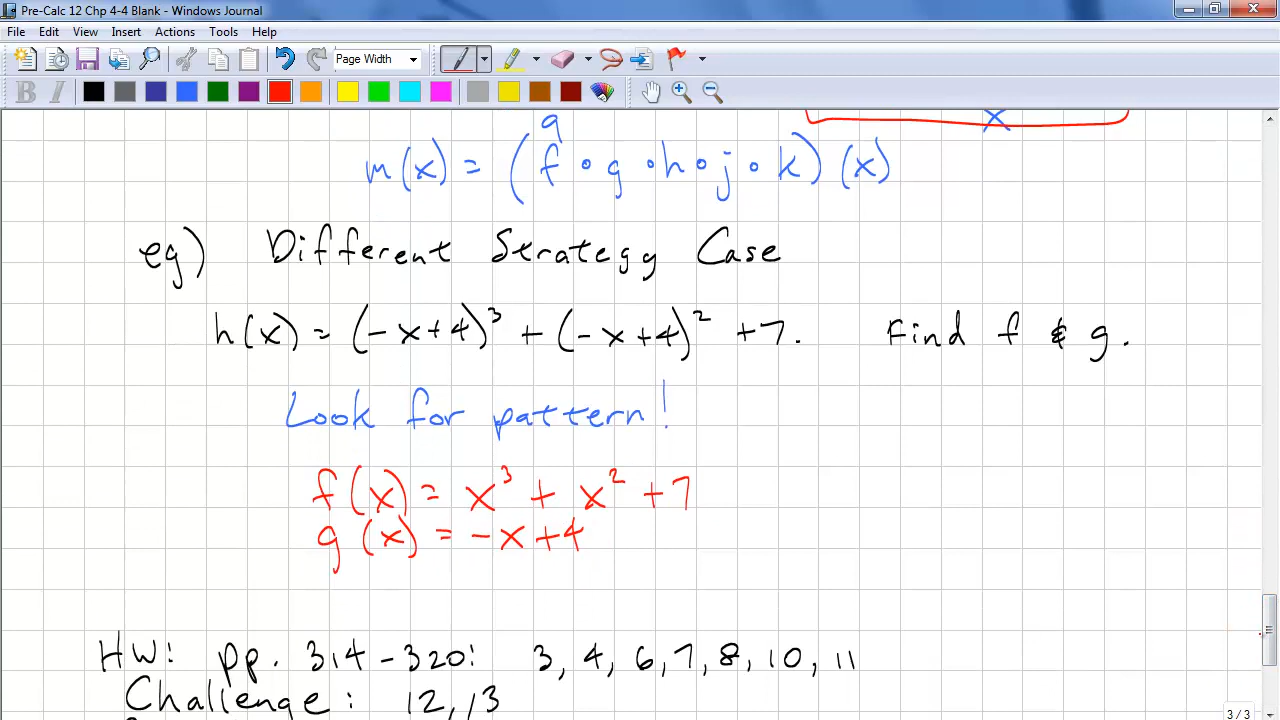 Pre-Calc 12 Chp 4-4 Blank - Windows Journal
File Edit View Insert Actions Tools Help
Page Width
B I
x
g
m(x) = (f ∘ g ∘ h ∘ j ∘ k)(x)
eg) Different Strategy Case
h(x) = (-x+4)³ + (-x+4)² +7. Find f & g.
Look for pattern!
f(x) = x³ + x² +7
g(x) = -x+4
HW: pp. 314-320: 3, 4, 6, 7, 8, 10, 11
Challenge: 12, 13
3/3